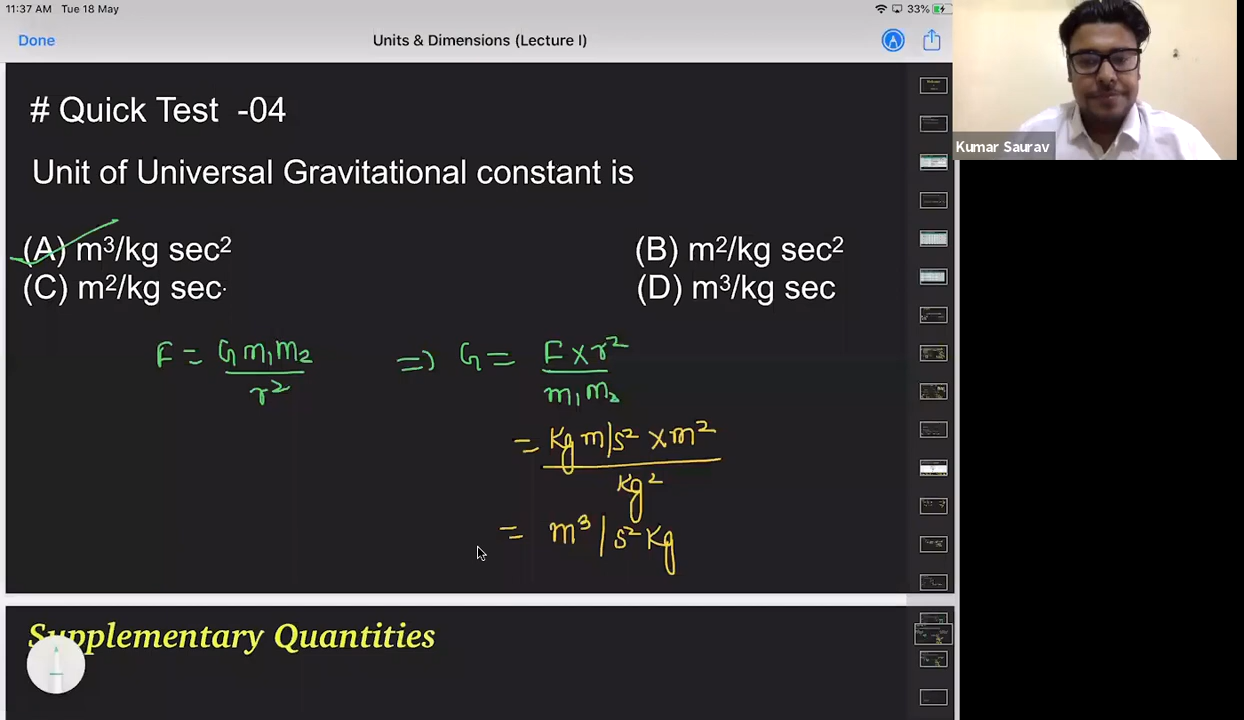 11:37 AM Tue 18 May
33%
Done
Units & Dimensions (Lecture I)
# Quick Test -04
Unit of Universal Gravitational constant is
(A) m³/kg sec²
(B) m²/kg sec²
(C) m²/kg sec
(D) m³/kg sec
F = G m₁m₂ / r² => G = F × r² / m₁m₂
= Kg m/s² × m² / Kg²
= m³ / s² Kg
Supplementary Quantities
Kumar Saurav